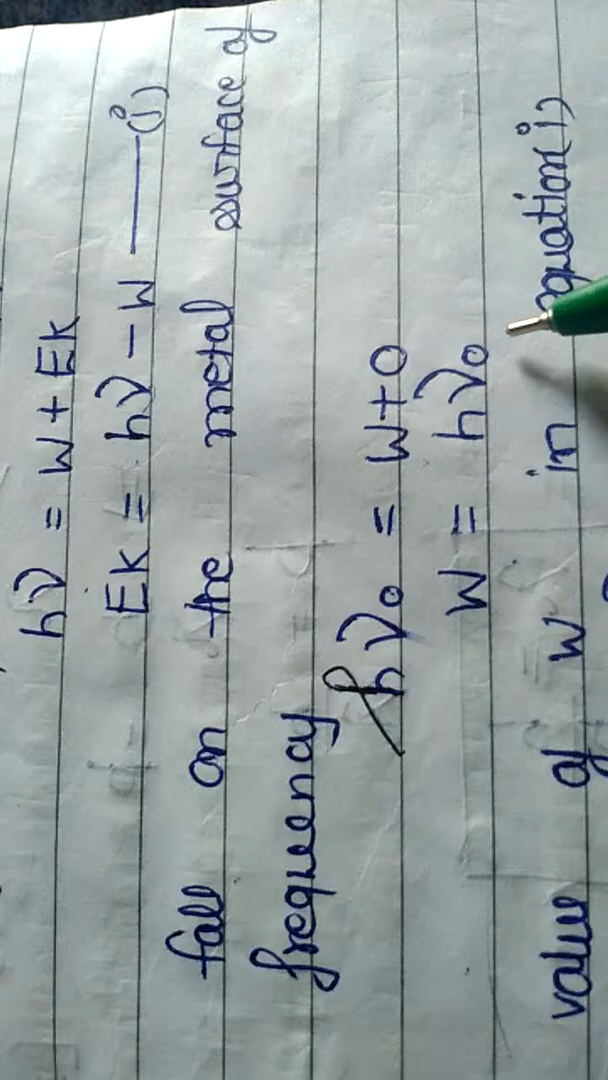 hν = W + EK
EK = hν - W ——(i)
fall on the metal surface of
frequency
hν₀ = W + 0
W = hν₀
value of W in equation(i),